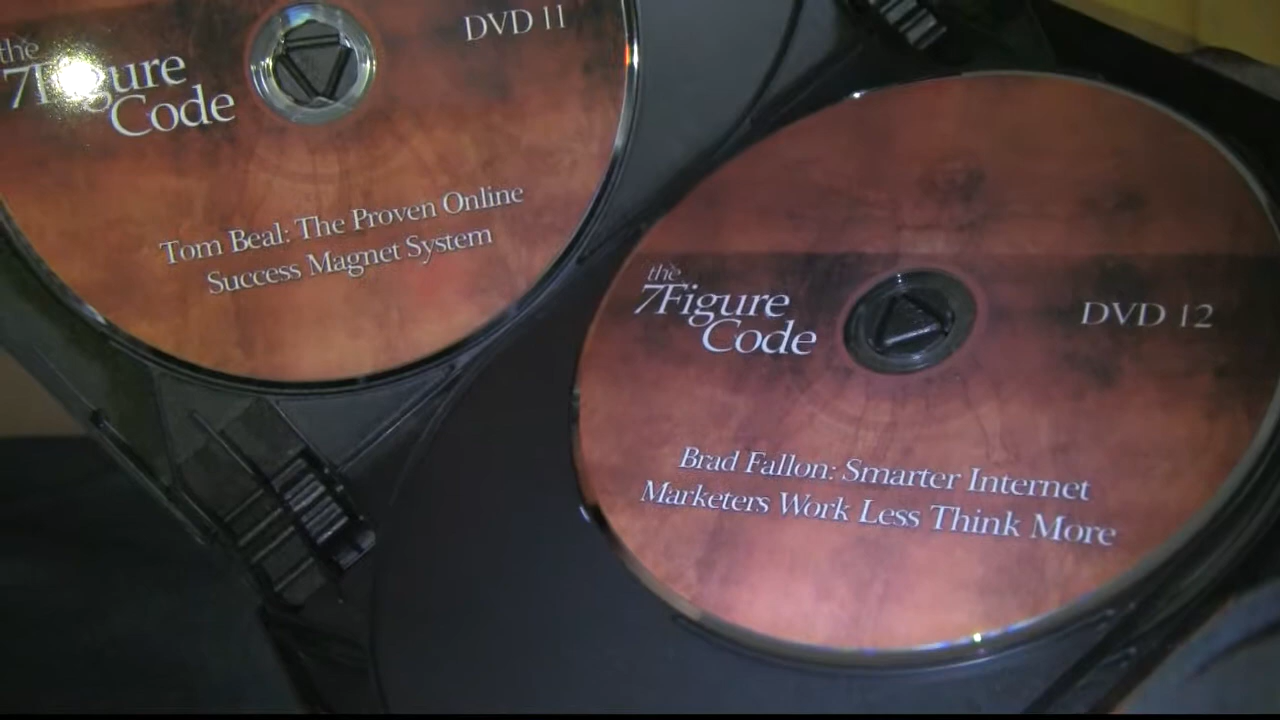 the
7Figure
Code
DVD 11
Tom Beal: The Proven Online
Success Magnet System
the
7Figure
Code
DVD 12
Brad Fallon: Smarter Internet
Marketers Work Less Think More